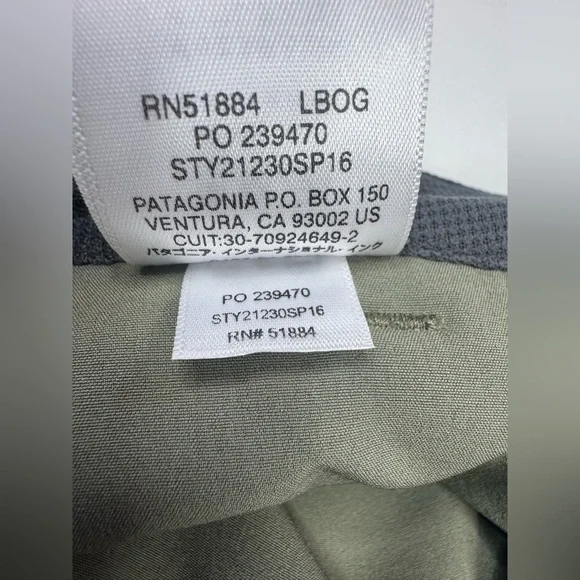 RN51884 LBOG
PO 239470
STY21230SP16
PATAGONIA P.O. BOX 150
VENTURA, CA 93002 US
CUIT:30-70924649-2
パタゴニア・インターナショナル・インク
PO 239470
STY21230SP16
RN# 51884